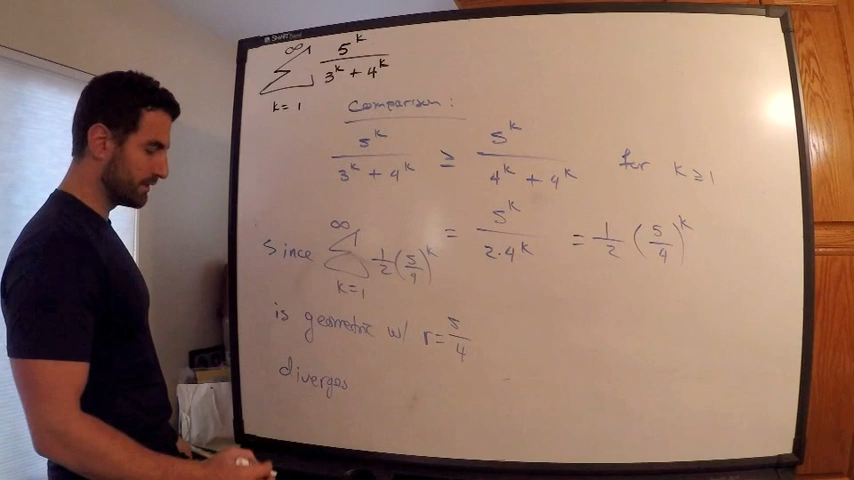 SMART
∞ Σ k=1 5^k / (3^k + 4^k)
Comparison:
5^k / (3^k + 4^k) ≥ 5^k / (4^k + 4^k) for k ≥ 1
= 5^k / (2·4^k) = 1/2 (5/4)^k
Since ∞ Σ k=1 1/2 (5/4)^k
is geometric w/ r = 5/4
diverges